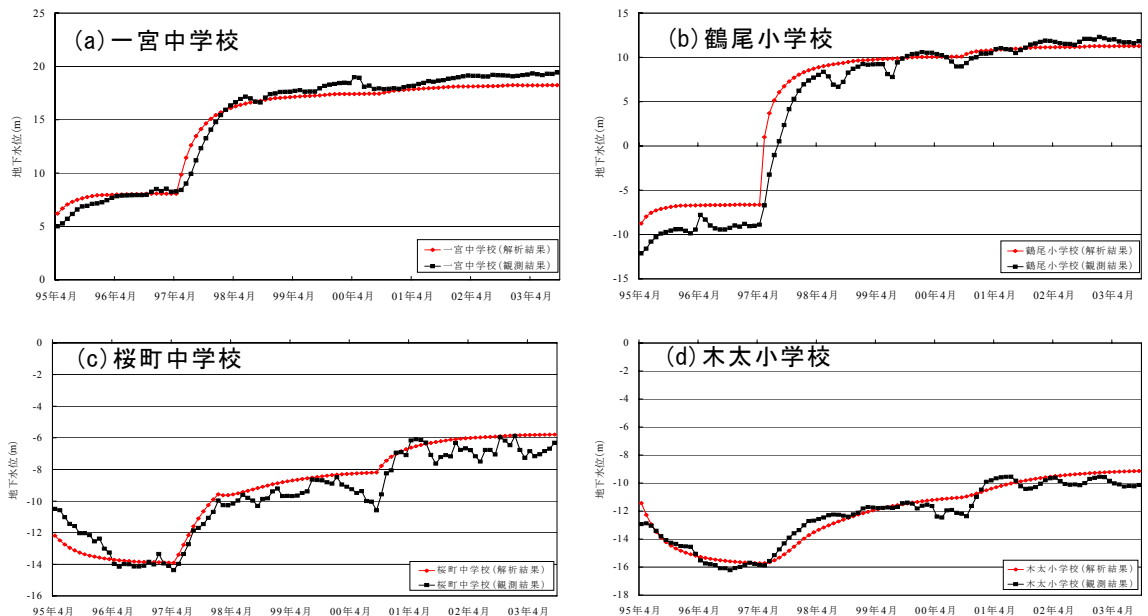 (a)一宮中学校
25
20
15
10
5
0
地下水位(m)
95年4月 96年4月 97年4月 98年4月 99年4月 00年4月 01年4月 02年4月 03年4月
一宮中学校(解析結果)
一宮中学校(観測結果)
(b)鶴尾小学校
15
10
5
0
-5
-10
-15
地下水位(m)
95年4月 96年4月 97年4月 98年4月 99年4月 00年4月 01年4月 02年4月 03年4月
鶴尾小学校(解析結果)
鶴尾小学校(観測結果)
(c)桜町中学校
0
-2
-4
-6
-8
-10
-12
-14
-16
地下水位(m)
95年4月 96年4月 97年4月 98年4月 99年4月 00年4月 01年4月 02年4月 03年4月
桜町中学校(解析結果)
桜町中学校(観測結果)
(d)木太小学校
0
-2
-4
-6
-8
-10
-12
-14
-16
-18
地下水位(m)
95年4月 96年4月 97年4月 98年4月 99年4月 00年4月 01年4月 02年4月 03年4月
木太小学校(解析結果)
木太小学校(観測結果)